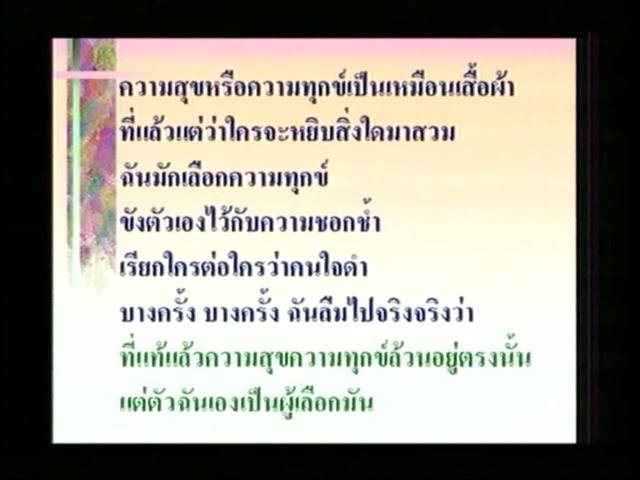 ความสุขหรือความทุกข์เป็นเหมือนเสื้อผ้า
ที่แล้วแต่ว่าใครจะหยิบสิ่งใดมาสวม
ฉันมักเลือกความทุกข์
ขังตัวเองไว้กับความชอกช้ำ
เรียกใครต่อใครว่าคนใจดำ
บางครั้ง บางครั้ง ฉันลืมไปจริงจริงว่า
ที่แท้แล้วความสุขความทุกข์ล้วนอยู่ตรงนั้น
แต่ตัวฉันเองเป็นผู้เลือกมัน